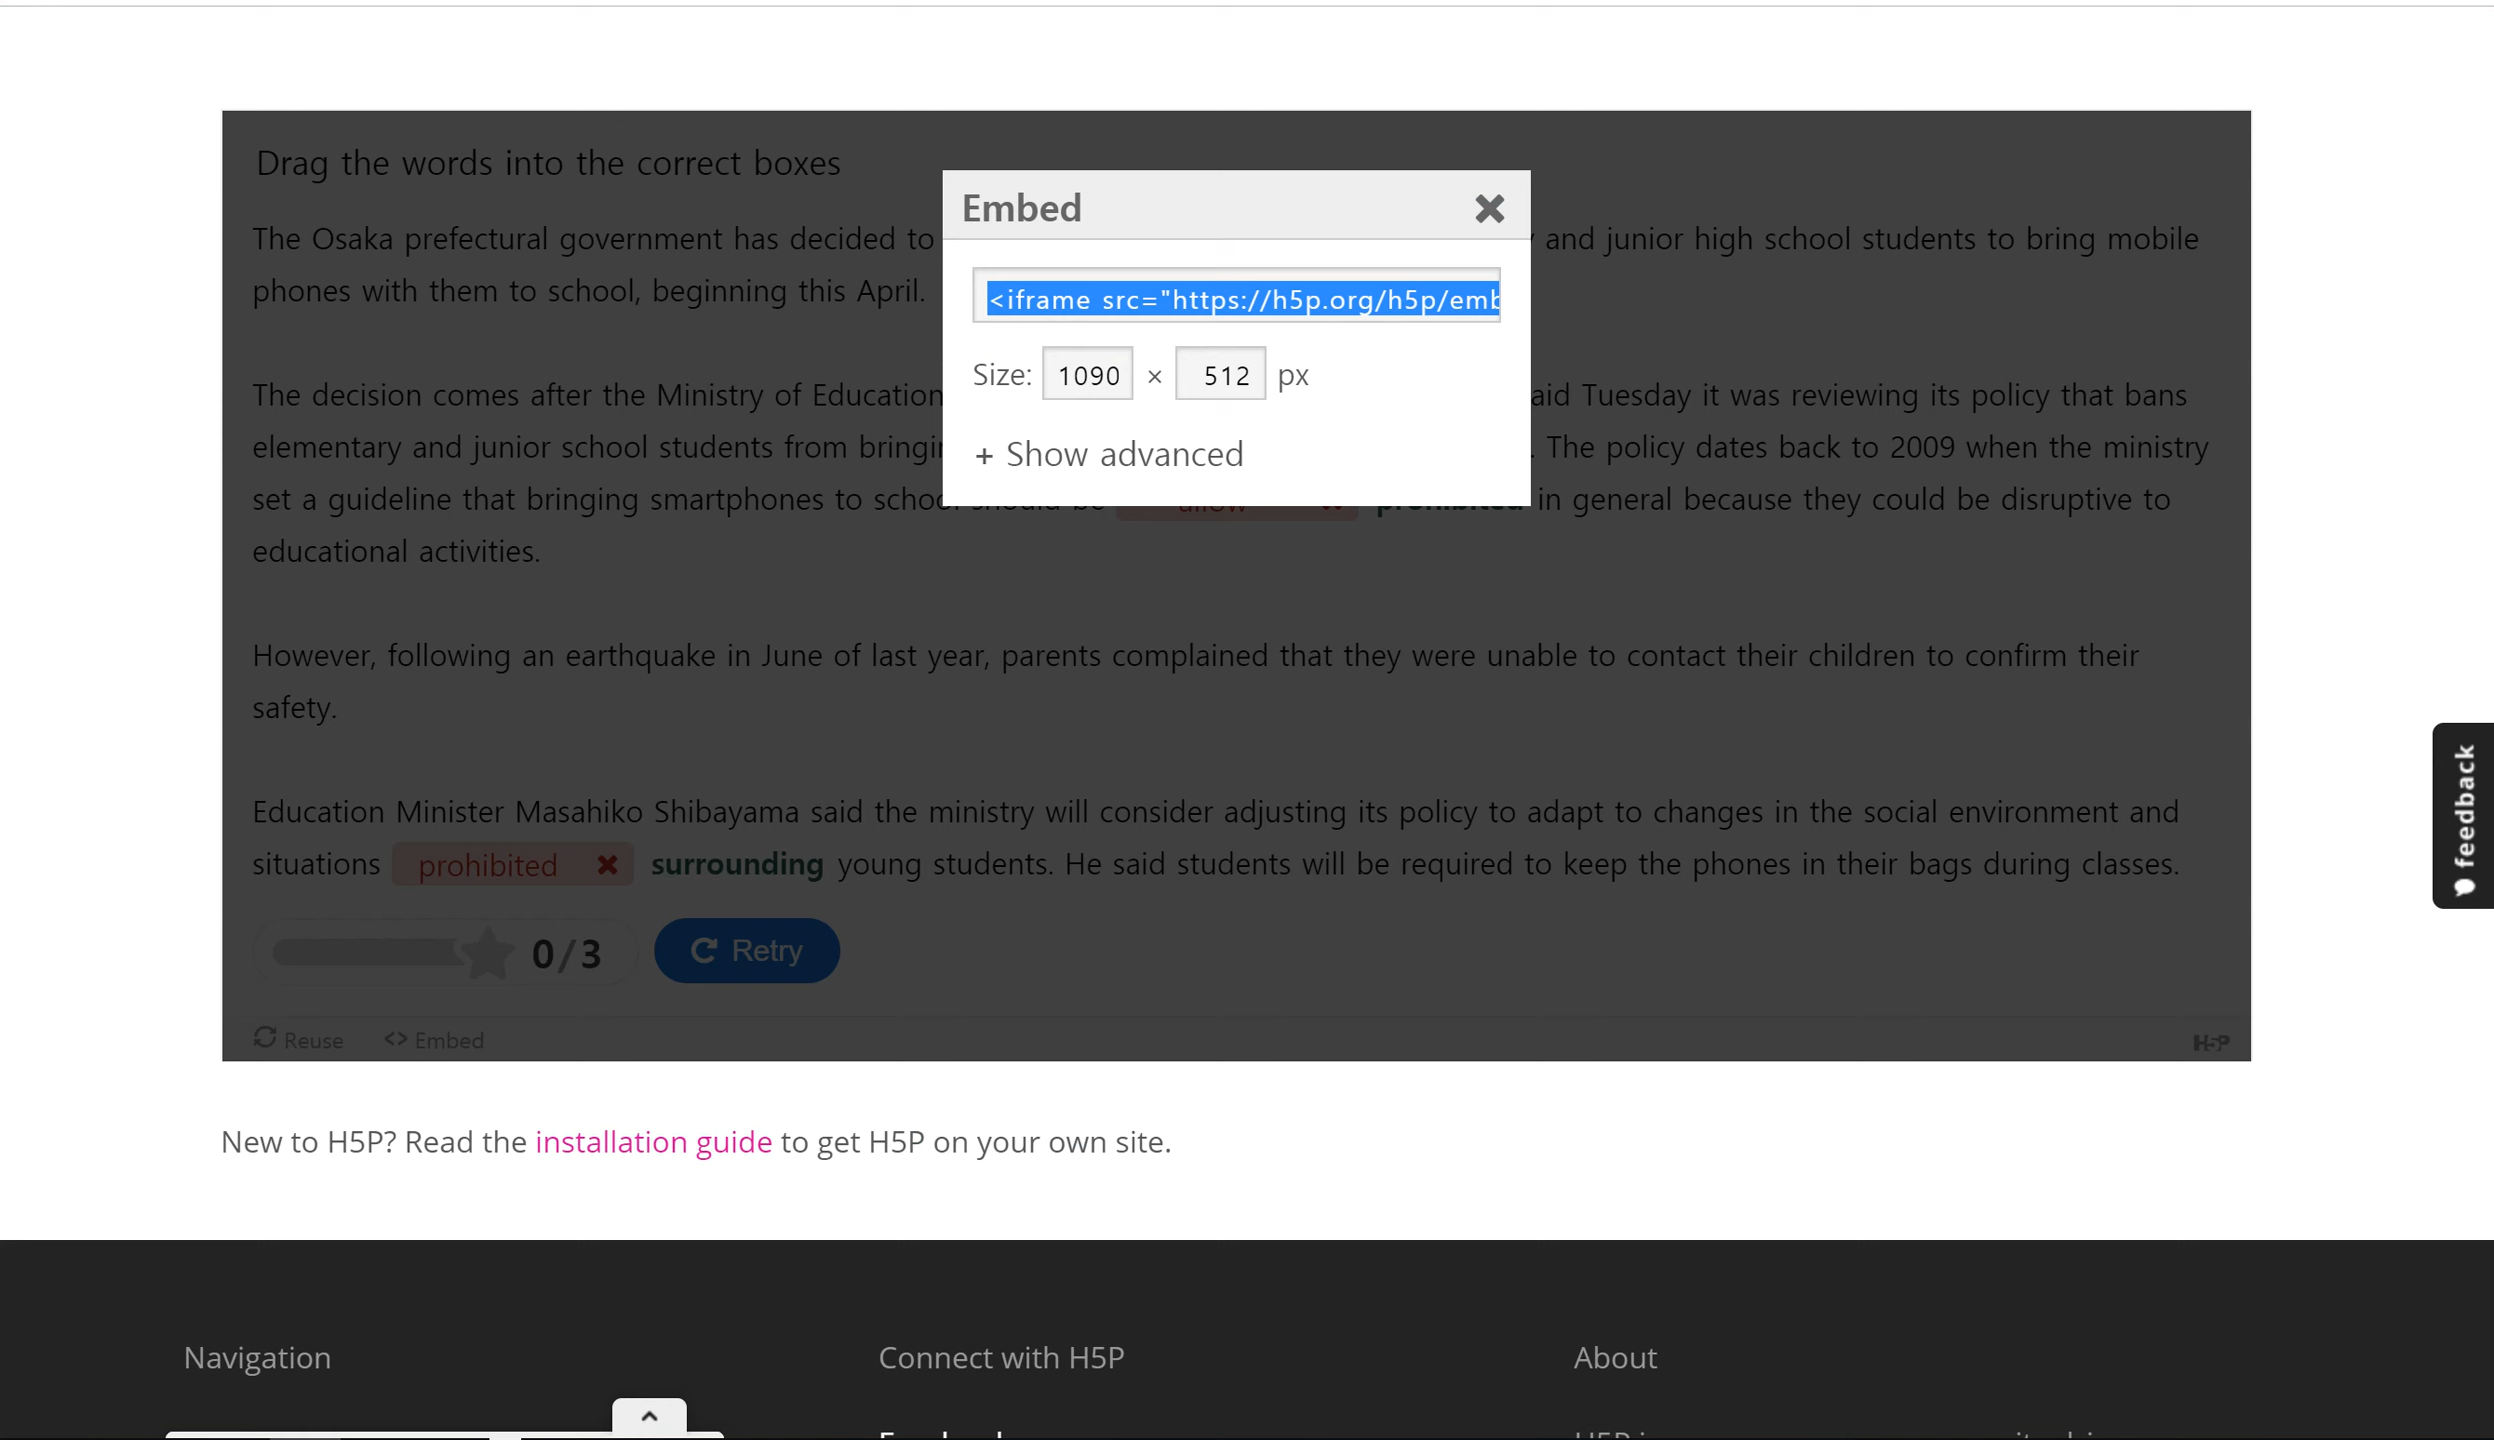 Drag the words into the correct boxes
The Osaka prefectural government has decided to
and junior high school students to bring mobile
phones with them to school, beginning this April.
The decision comes after the Ministry of Education
aid Tuesday it was reviewing its policy that bans
elementary and junior school students from bringin
. The policy dates back to 2009 when the ministry
set a guideline that bringing smartphones to school should be allow prohibited in general because they could be disruptive to
educational activities.
However, following an earthquake in June of last year, parents complained that they were unable to contact their children to confirm their
safety.
Education Minister Masahiko Shibayama said the ministry will consider adjusting its policy to adapt to changes in the social environment and
situations prohibited ✖ surrounding young students. He said students will be required to keep the phones in their bags during classes.
0/3
Retry
Reuse
<> Embed
H5P
Embed ✖
<iframe src="https://h5p.org/h5p/emb
Size: 1090 × 512 px
+ Show advanced
feedback
New to H5P? Read the installation guide to get H5P on your own site.
Navigation
Connect with H5P
About